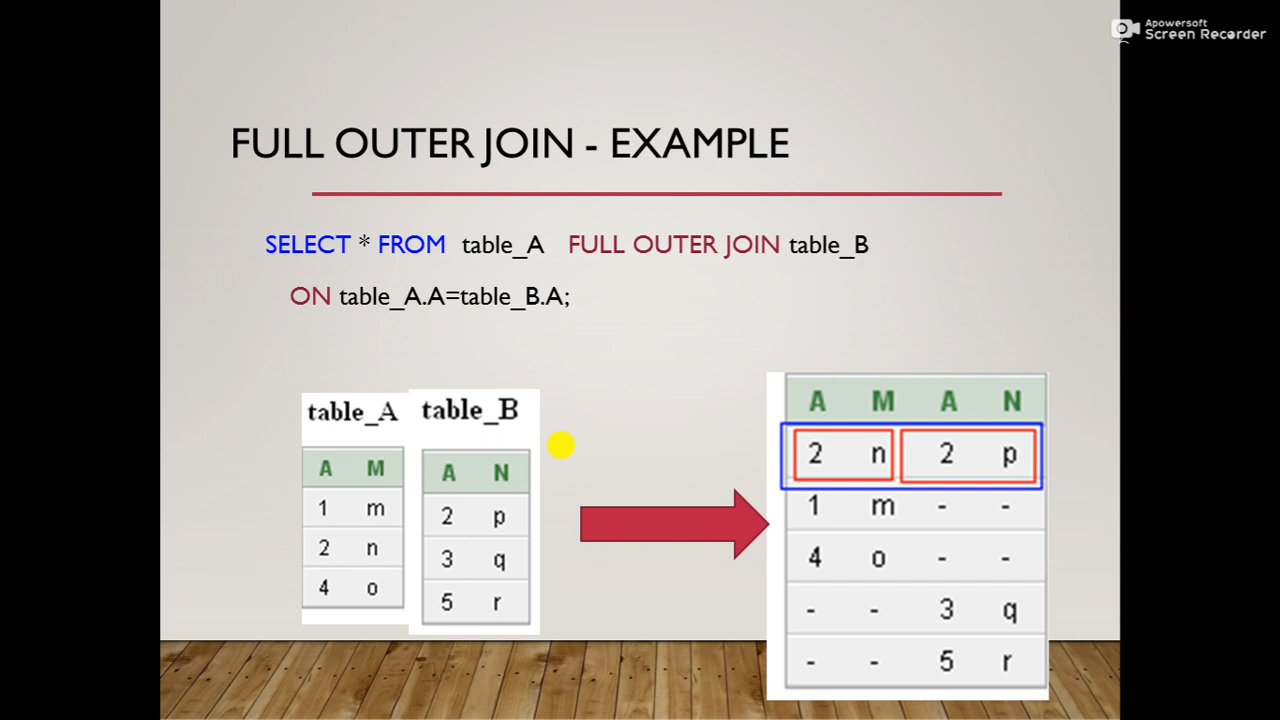 Apowersoft
Screen Recorder
FULL OUTER JOIN - EXAMPLE
SELECT * FROM table_A FULL OUTER JOIN table_B
ON table_A.A=table_B.A;
table_A
A M
1 m
2 n
4 o
table_B
A N
2 p
3 q
5 r
A M A N
2 n 2 p
1 m - -
4 o - -
- - 3 q
- - 5 r